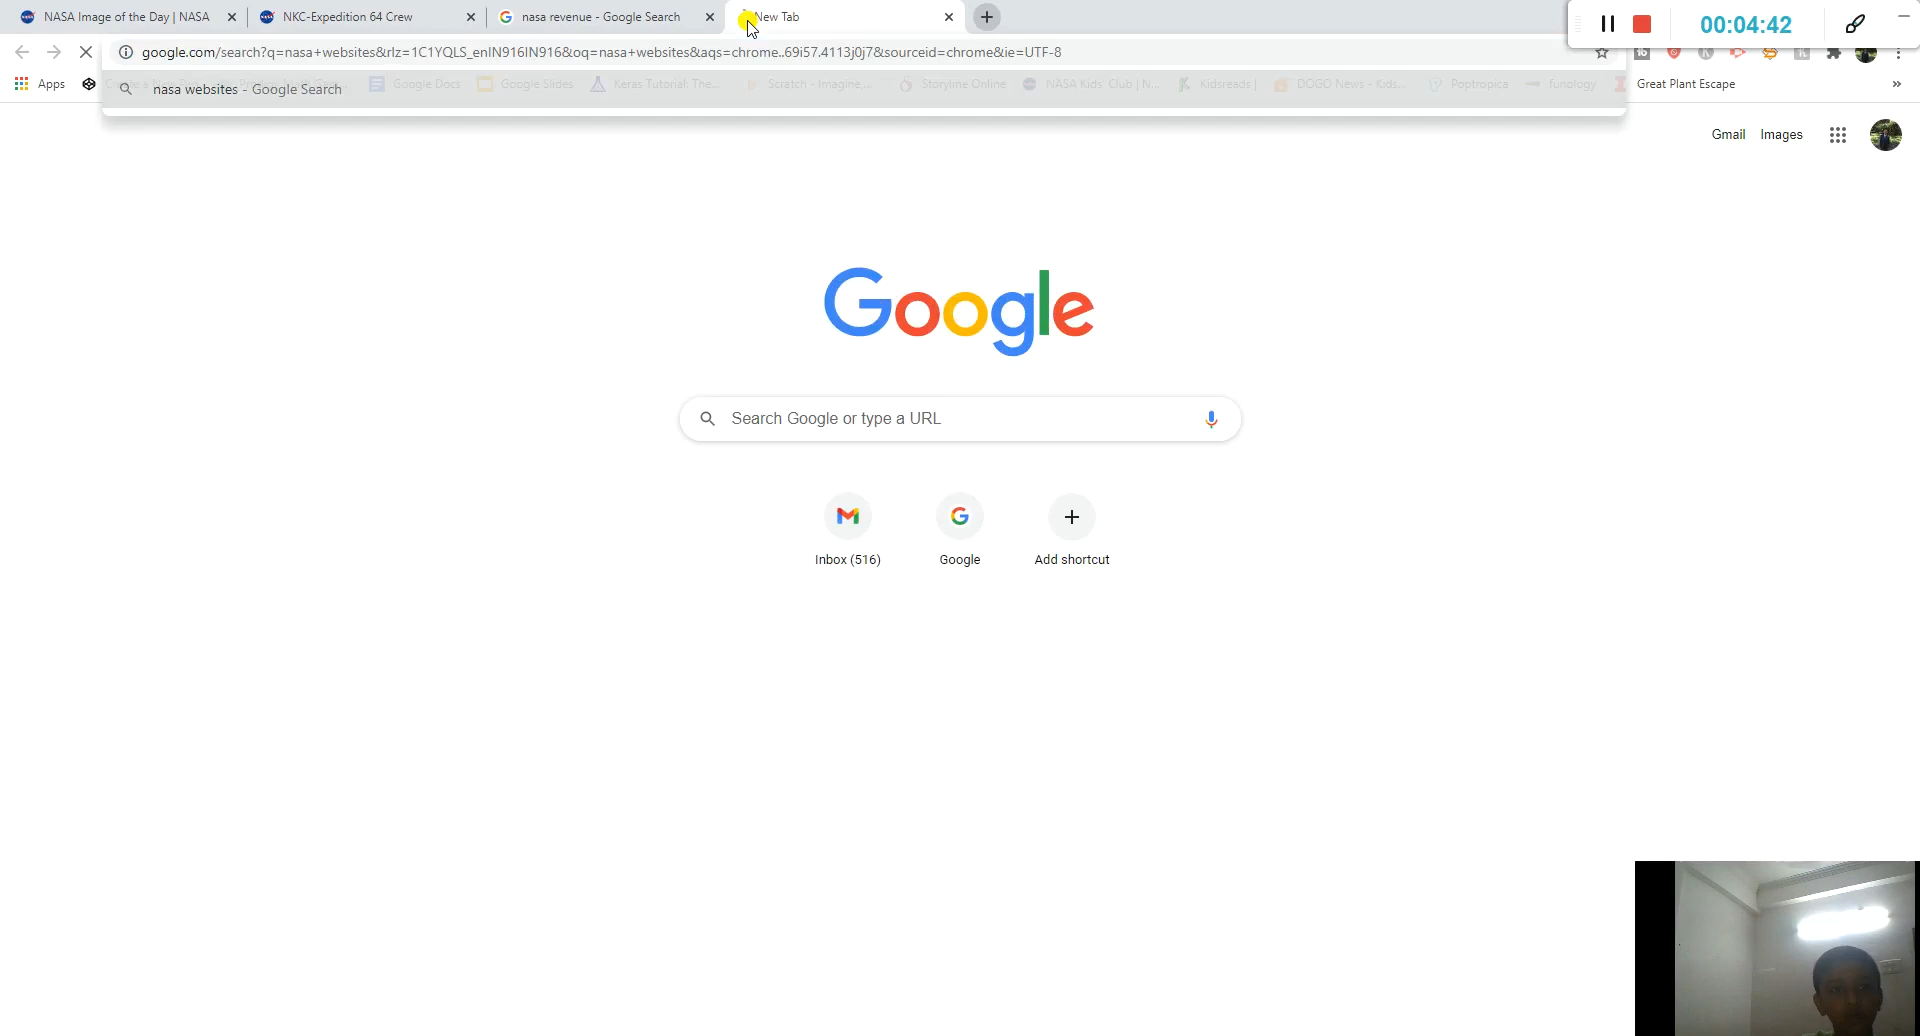 NASA Image of the Day | NASA
NKC-Expedition 64 Crew
nasa revenue - Google Search
New Tab
00:04:42
google.com/search?q=nasa+websites&rlz=1C1YQLS_enIN916IN916&oq=nasa+websites&aqs=chrome..69i57.4113j0j7&sourceid=chrome&ie=UTF-8
Apps
nasa websites - Google Search
Google Docs
Google Slides
Keras Tutorial: The...
Scratch - Imagine,...
Storyline Online
NASA Kids' Club | N...
Kidsreads |
DOGO News - Kids...
Poptropica
funology
Great Plant Escape
»
Gmail
Images
Google
Search Google or type a URL
Inbox (516)
Google
Add shortcut